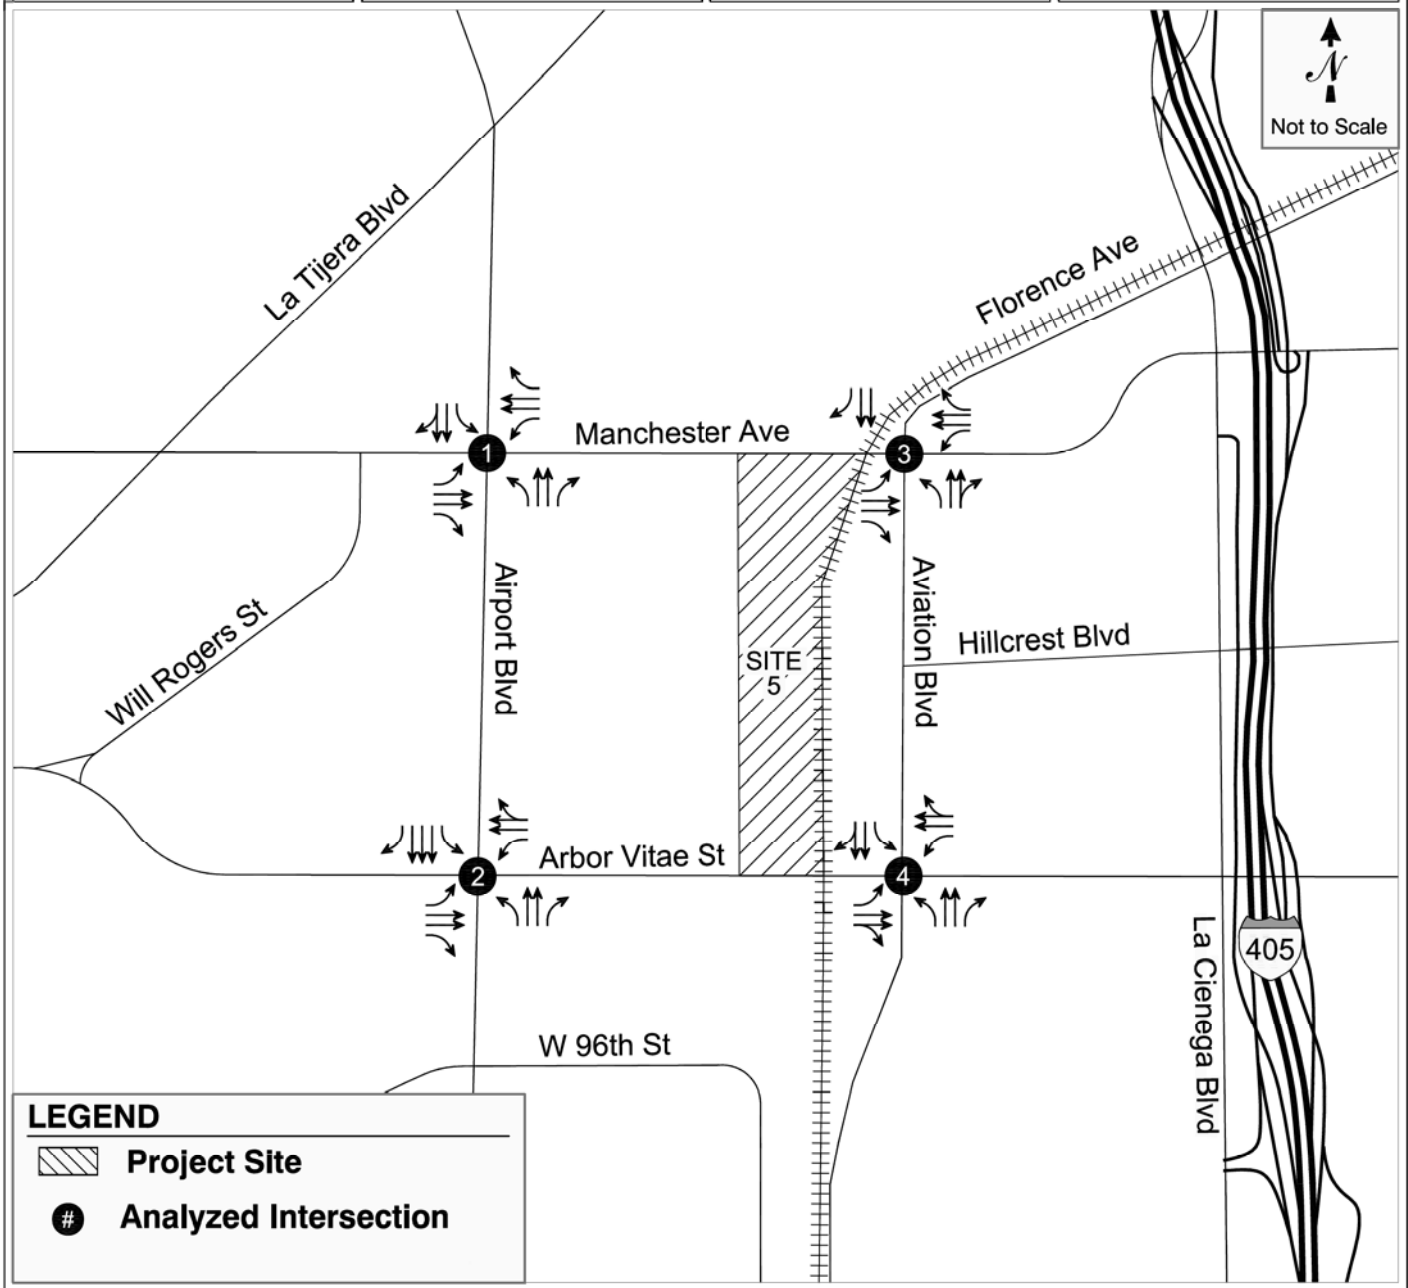 N
Not to Scale
La Tijera Blvd
Florence Ave
Manchester Ave
1
3
Airport Blvd
Aviation Blvd
Hillcrest Blvd
Will Rogers St
SITE
5
Arbor Vitae St
2
4
La Cienega Blvd
405
W 96th St
LEGEND
Project Site
# Analyzed Intersection